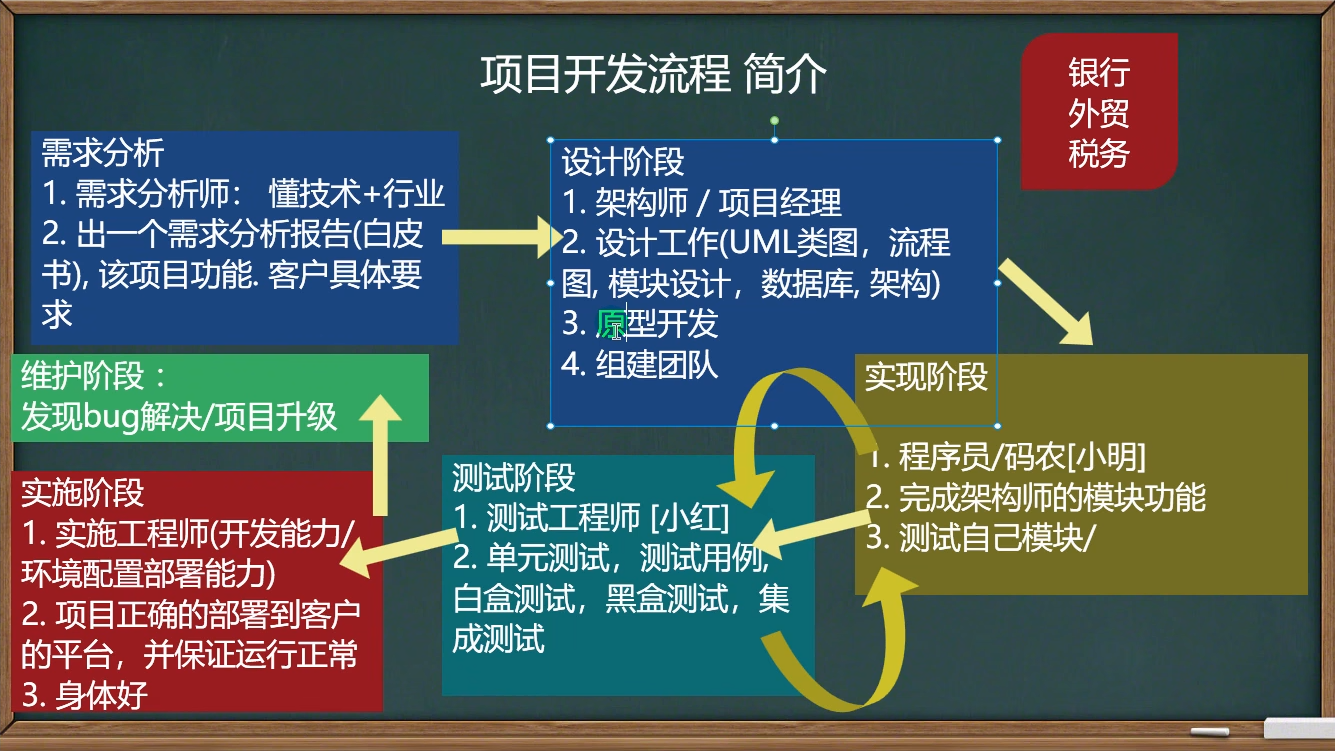 项目开发流程 简介
银行
外贸
税务
需求分析
1. 需求分析师： 懂技术+行业
2. 出一个需求分析报告(白皮
书), 该项目功能. 客户具体要
求
设计阶段
1. 架构师 / 项目经理
2. 设计工作(UML类图，流程
图, 模块设计，数据库, 架构)
3. 原型开发
4. 组建团队
实现阶段
1. 程序员/码农[小明]
2. 完成架构师的模块功能
3. 测试自己模块/
测试阶段
1. 测试工程师 [小红]
2. 单元测试，测试用例,
白盒测试，黑盒测试，集
成测试
实施阶段
1. 实施工程师(开发能力/
环境配置部署能力)
2. 项目正确的部署到客户
的平台，并保证运行正常
3. 身体好
维护阶段：
发现bug解决/项目升级